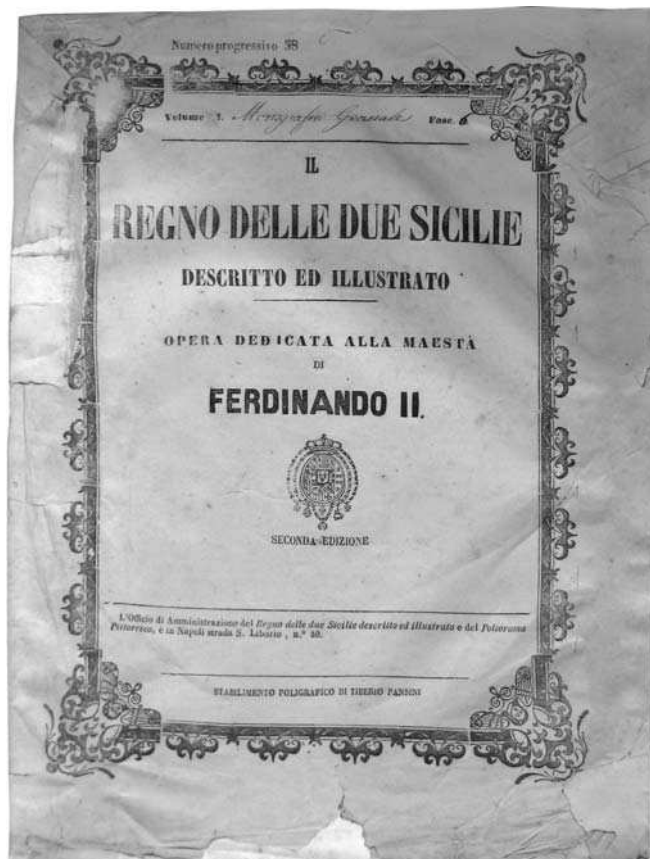 Numero progressivo 38
Volume 1. Monografia Generale Fasc. 6
IL
REGNO DELLE DUE SICILIE
DESCRITTO ED ILLUSTRATO
OPERA DEDICATA ALLA MAESTÀ
DI
FERDINANDO II.
SECONDA EDIZIONE
L'Officio di Amministrazione del Regno delle due Sicilie descritto ed illustrato e del Poliorama
Pittoresco, è in Napoli strada S. Liborio, n.º
STABILIMENTO POLIGRAFICO DI TIBERIO PANSINI